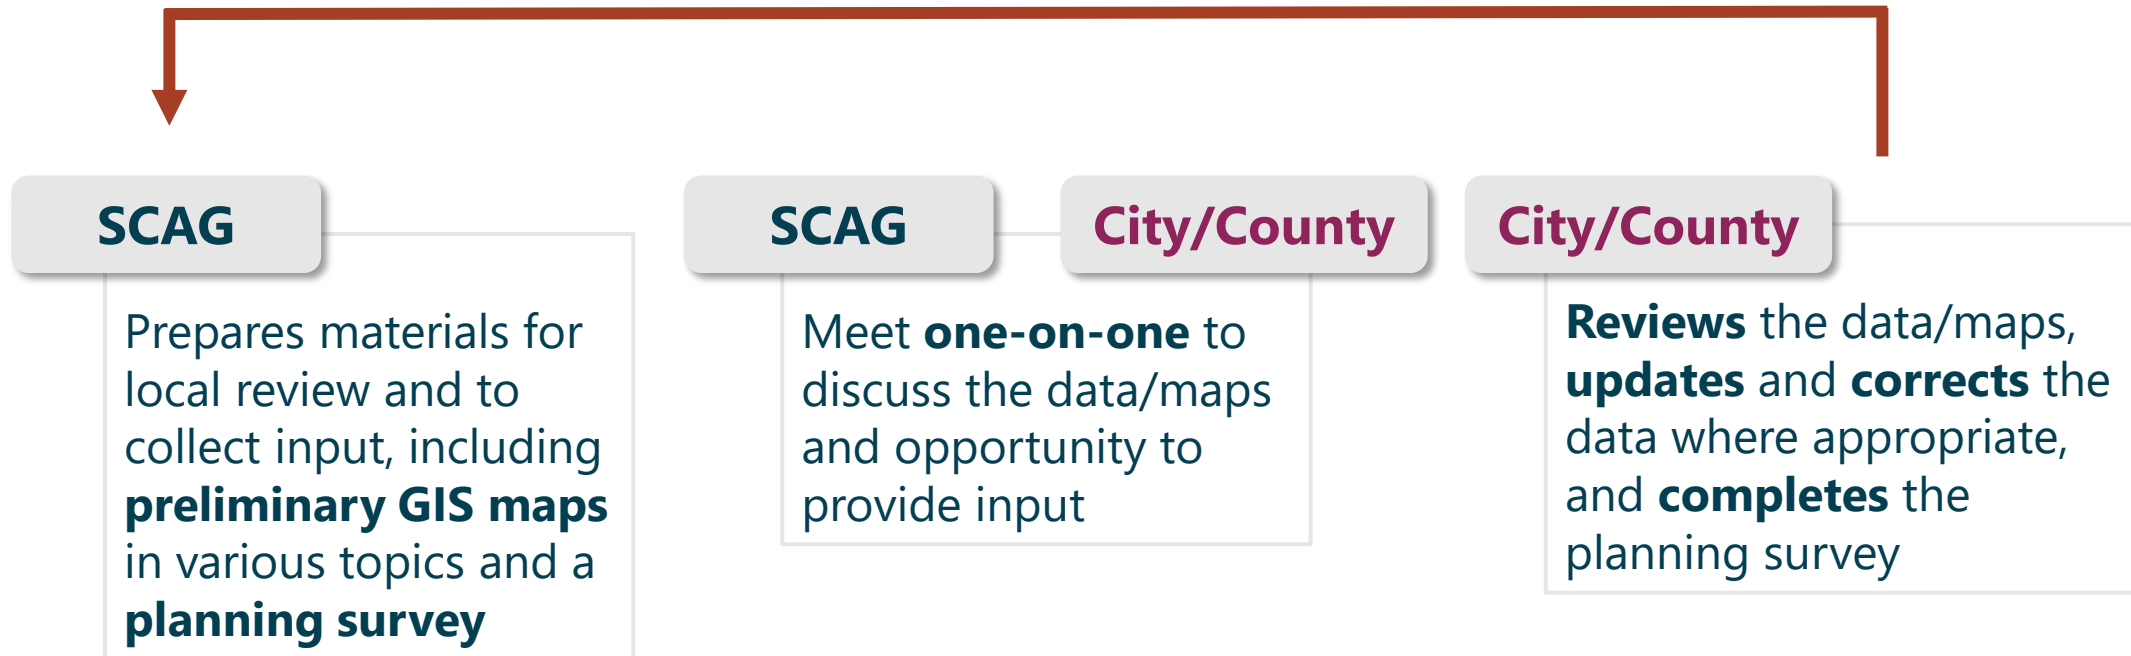 SCAG
Prepares materials for
local review and to
collect input, including
preliminary GIS maps
in various topics and a
planning survey
SCAG
City/County
Meet one-on-one to
discuss the data/maps
and opportunity to
provide input
City/County
Reviews the data/maps,
updates and corrects the
data where appropriate,
and completes the
planning survey